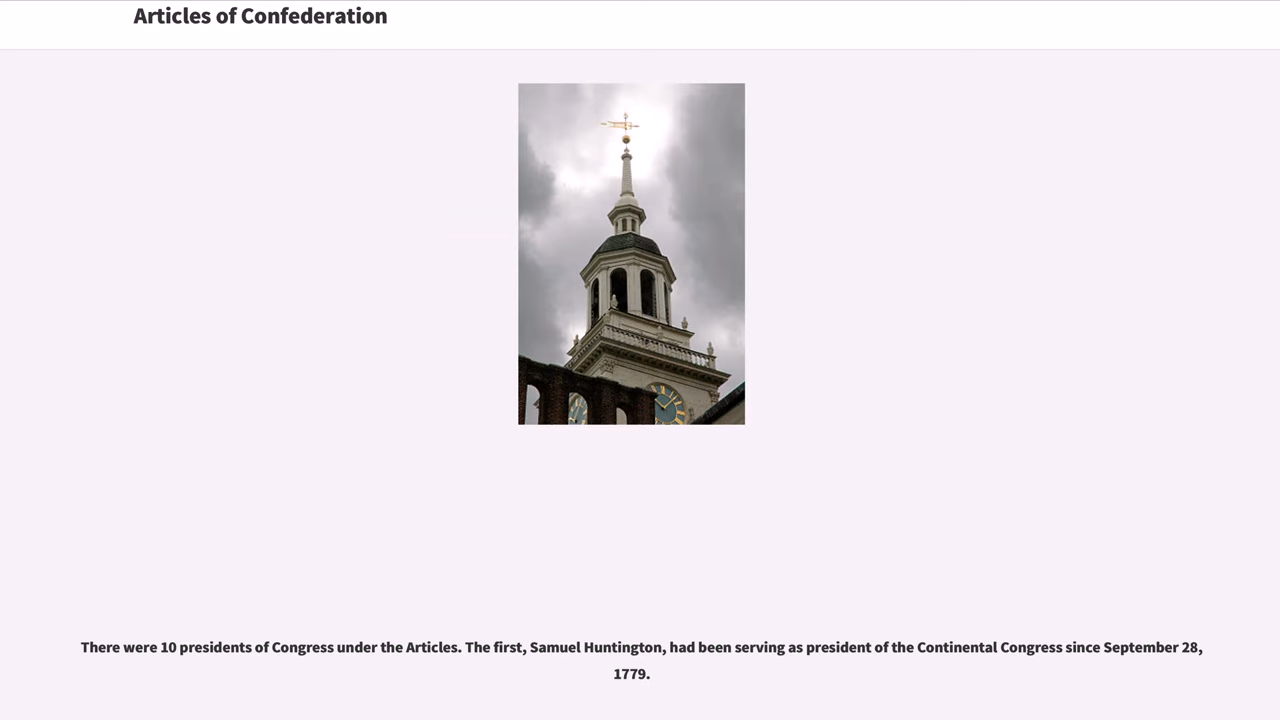 Articles of Confederation
There were 10 presidents of Congress under the Articles. The first, Samuel Huntington, had been serving as president of the Continental Congress since September 28,
1779.